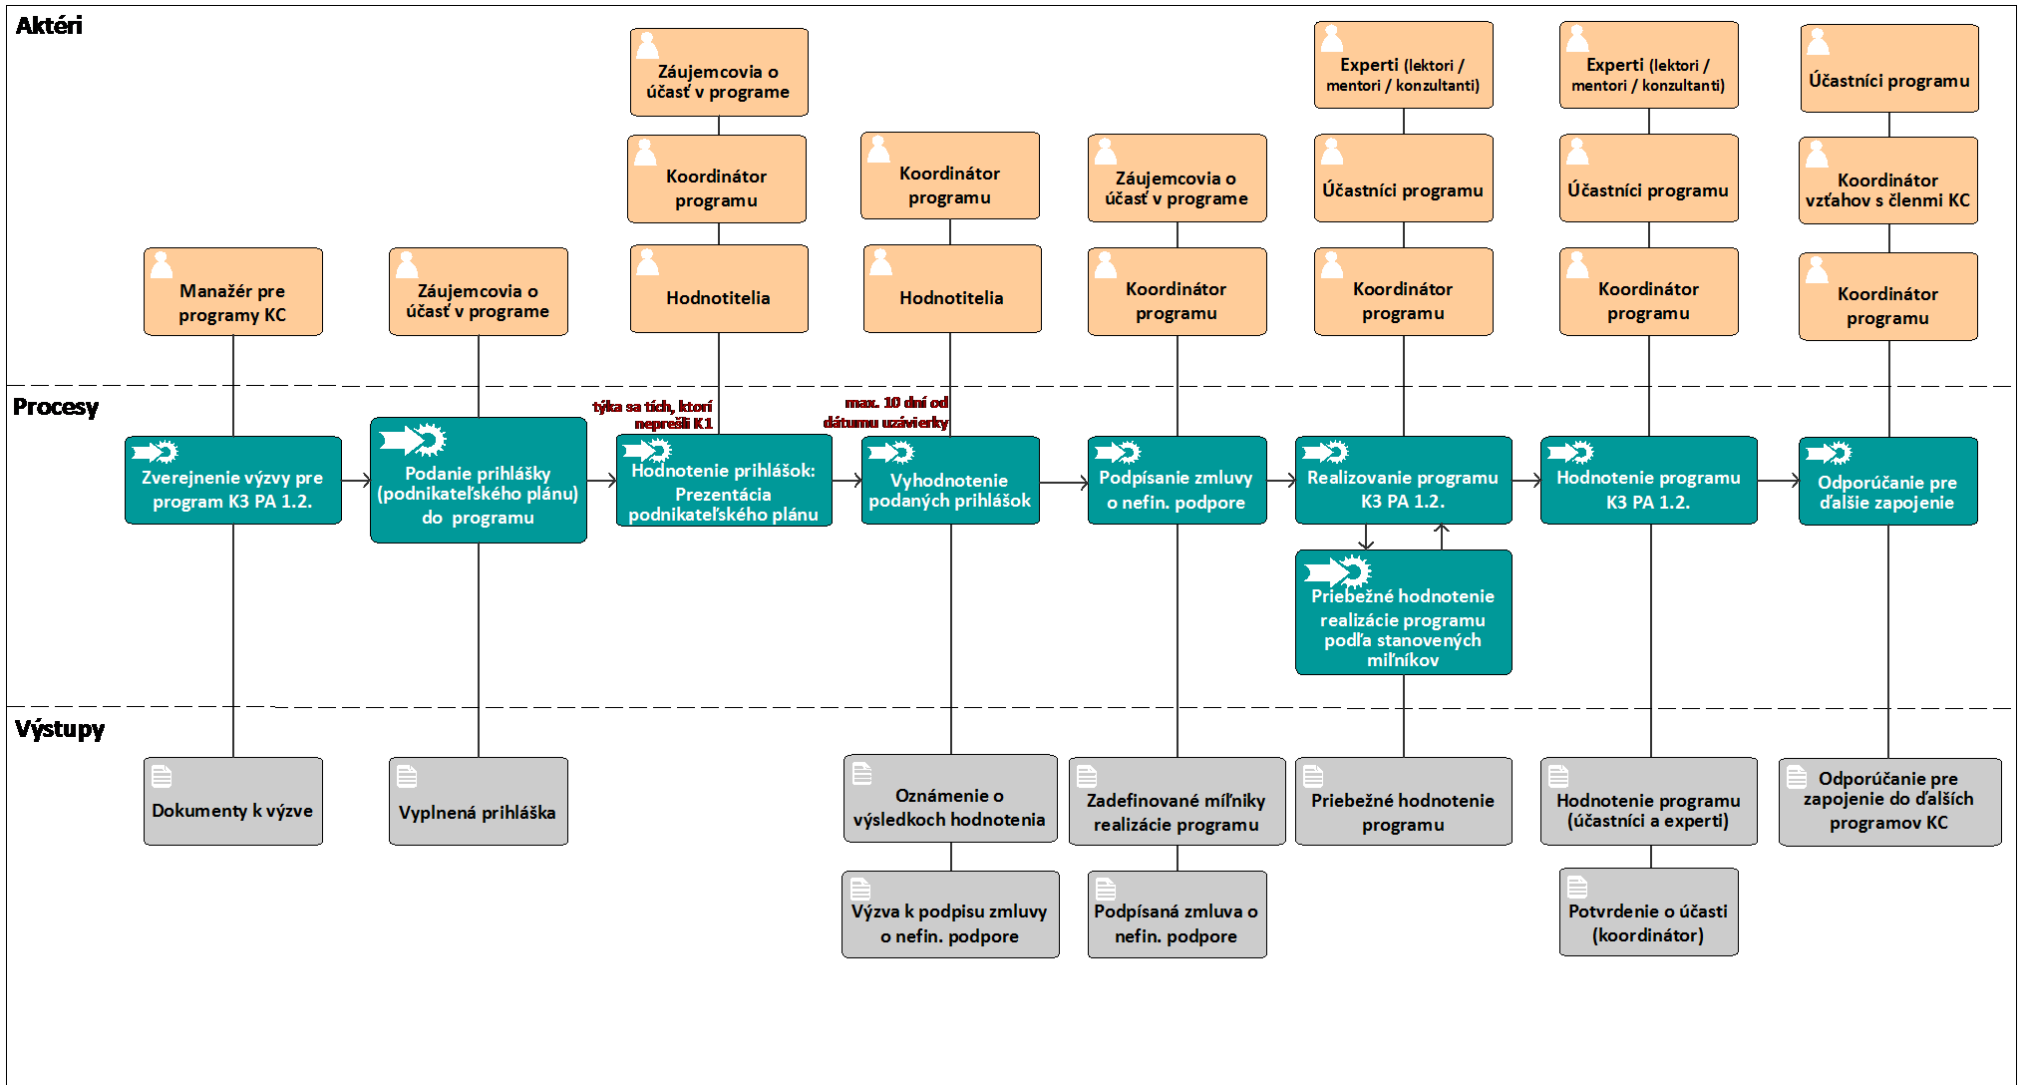 Aktéri
Záujemcovia o
účasť v programe
Koordinátor
programu
Hodnotitelia
Koordinátor
programu
Hodnotitelia
Záujemcovia o
účasť v programe
Koordinátor
programu
Experti (lektori /
mentori / konzultanti)
Účastníci programu
Koordinátor
programu
Experti (lektori /
mentori / konzultanti)
Účastníci programu
Koordinátor
programu
Účastníci programu
Koordinátor
vzťahov s členmi KC
Koordinátor
programu
Manažér pre
programy KC
Záujemcovia o
účasť v programe
Procesy
týka sa tích, ktorí
neprešli K1
max. 10 dní od
dátumu uzávierky
Zverejnenie výzvy pre
program K3 PA 1.2.
Podanie prihlášky
(podnikateľského plánu)
do programu
Hodnotenie prihlášok:
Prezentácia
podnikateľského plánu
Vyhodnotenie
podaných prihlášok
Podpísanie zmluvy
o nefin. podpore
Realizovanie programu
K3 PA 1.2.
Hodnotenie programu
K3 PA 1.2.
Odporúčanie pre
ďalšie zapojenie
Priebežné hodnotenie
realizácie programu
podľa stanovených
miľníkov
Výstupy
Dokumenty k výzve
Vyplnená prihláška
Oznámenie o
výsledkoch hodnotenia
Zadefinované míľniky
realizácie programu
Priebežné hodnotenie
programu
Hodnotenie programu
(účastníci a experti)
Odporúčanie pre
zapojenie do ďalších
programov KC
Výzva k podpisu zmluvy
o nefin. podpore
Podpísaná zmluva o
nefin. podpore
Potvrdenie o účasti
(koordinátor)